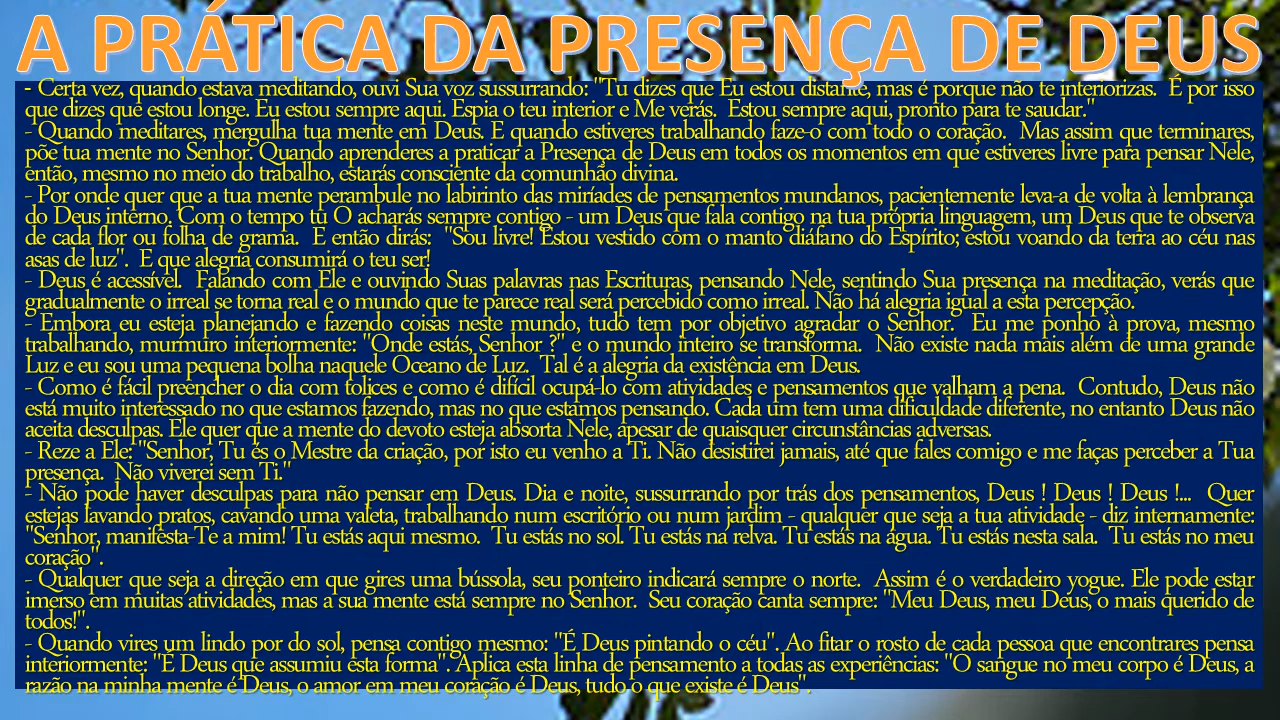 A PRÁTICA DA PRESENÇA DE DEUS
- Certa vez, quando estava meditando, ouvi Sua voz sussurrando: "Tu dizes que Eu estou distante, mas é porque não te interiorizas.  É por isso
que dizes que estou longe. Eu estou sempre aqui. Espia o teu interior e Me verás.  Estou sempre aqui, pronto para te saudar."
- Quando meditares, mergulha tua mente em Deus. E quando estiveres trabalhando faze-o com todo o coração.  Mas assim que terminares,
põe tua mente no Senhor. Quando aprenderes a praticar a Presença de Deus em todos os momentos em que estiveres livre para pensar Nele,
então, mesmo no meio do trabalho, estarás consciente da comunhão divina.
- Por onde quer que a tua mente perambule no labirinto das miríades de pensamentos mundanos, pacientemente leva-a de volta à lembrança
do Deus interno. Com o tempo tu O acharás sempre contigo - um Deus que fala contigo na tua própria linguagem, um Deus que te observa
de cada flor ou folha de grama.  E então dirás:  "Sou livre! Estou vestido com o manto diáfano do Espírito; estou voando da terra ao céu nas
asas de luz".  E que alegria consumirá o teu ser!
- Deus é acessível.  Falando com Ele e ouvindo Suas palavras nas Escrituras, pensando Nele, sentindo Sua presença na meditação, verás que
gradualmente o irreal se torna real e o mundo que te parece real será percebido como irreal. Não há alegria igual a esta percepção.
- Embora eu esteja planejando e fazendo coisas neste mundo, tudo tem por objetivo agradar o Senhor.  Eu me ponho à prova, mesmo
trabalhando, murmuro interiormente: "Onde estás, Senhor ?" e o mundo inteiro se transforma.  Não existe nada mais além de uma grande
Luz e eu sou uma pequena bolha naquele Oceano de Luz.  Tal é a alegria da existência em Deus.
- Como é fácil preencher o dia com tolices e como é difícil ocupá-lo com atividades e pensamentos que valham a pena.  Contudo, Deus não
está muito interessado no que estamos fazendo, mas no que estamos pensando. Cada um tem uma dificuldade diferente, no entanto Deus não
aceita desculpas. Ele quer que a mente do devoto esteja absorta Nele, apesar de quaisquer circunstâncias adversas.
- Reze a Ele: "Senhor, Tu és o Mestre da criação, por isto eu venho a Ti. Não desistirei jamais, até que fales comigo e me faças perceber a Tua
presença.  Não viverei sem Ti."
- Não pode haver desculpas para não pensar em Deus. Dia e noite, sussurrando por trás dos pensamentos, Deus ! Deus ! Deus !...  Quer
estejas lavando pratos, cavando uma valeta, trabalhando num escritório ou num jardim - qualquer que seja a tua atividade - diz internamente:
"Senhor, manifesta-Te a mim! Tu estás aqui mesmo.  Tu estás no sol. Tu estás na relva. Tu estás na água. Tu estás nesta sala.  Tu estás no meu
coração".
- Qualquer que seja a direção em que gires uma bússola, seu ponteiro indicará sempre o norte.  Assim é o verdadeiro yogue. Ele pode estar
imerso em muitas atividades, mas a sua mente está sempre no Senhor.  Seu coração canta sempre: "Meu Deus, meu Deus, o mais querido de
todos!".
- Quando vires um lindo por do sol, pensa contigo mesmo: "É Deus pintando o céu". Ao fitar o rosto de cada pessoa que encontrares pensa
interiormente: "É Deus que assumiu esta forma". Aplica esta linha de pensamento a todas as experiências: "O sangue no meu corpo é Deus, a
razão na minha mente é Deus, o amor em meu coração é Deus, tudo o que existe é Deus".